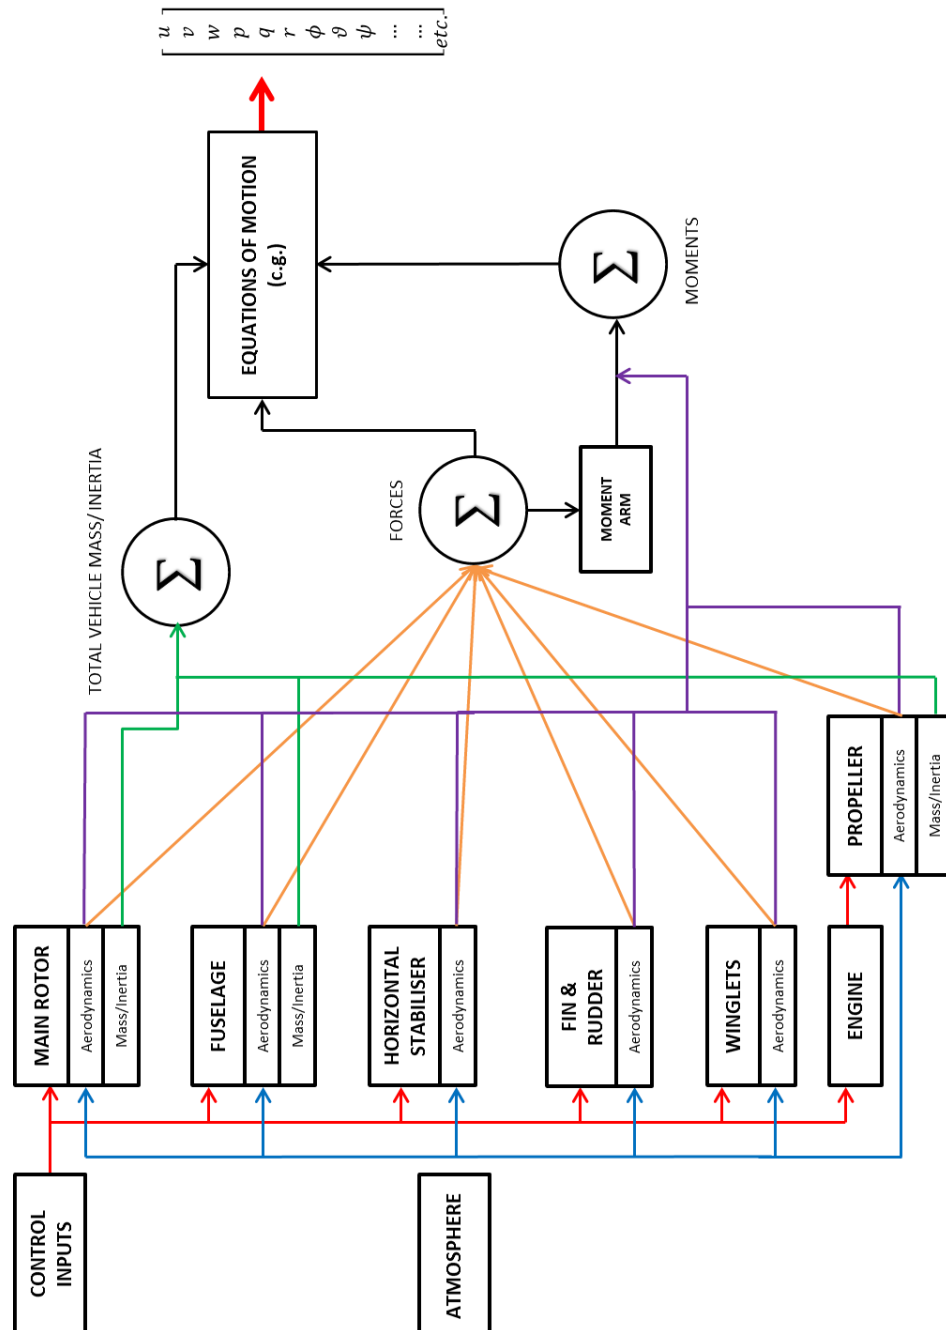 CONTROL
INPUTS
ATMOSPHERE
MAIN ROTOR
Aerodynamics
Mass/Inertia
FUSELAGE
Aerodynamics
Mass/Inertia
HORIZONTAL
STABILISER
Aerodynamics
FIN &
RUDDER
Aerodynamics
WINGLETS
Aerodynamics
ENGINE
PROPELLER
Aerodynamics
Mass/Inertia
TOTAL VEHICLE MASS/INERTIA
Σ
FORCES
Σ
MOMENT
ARM
MOMENTS
Σ
EQUATIONS OF MOTION
(c.g.)
u
v
w
p
q
r
ϕ
ϑ
ψ
...
...
etc.